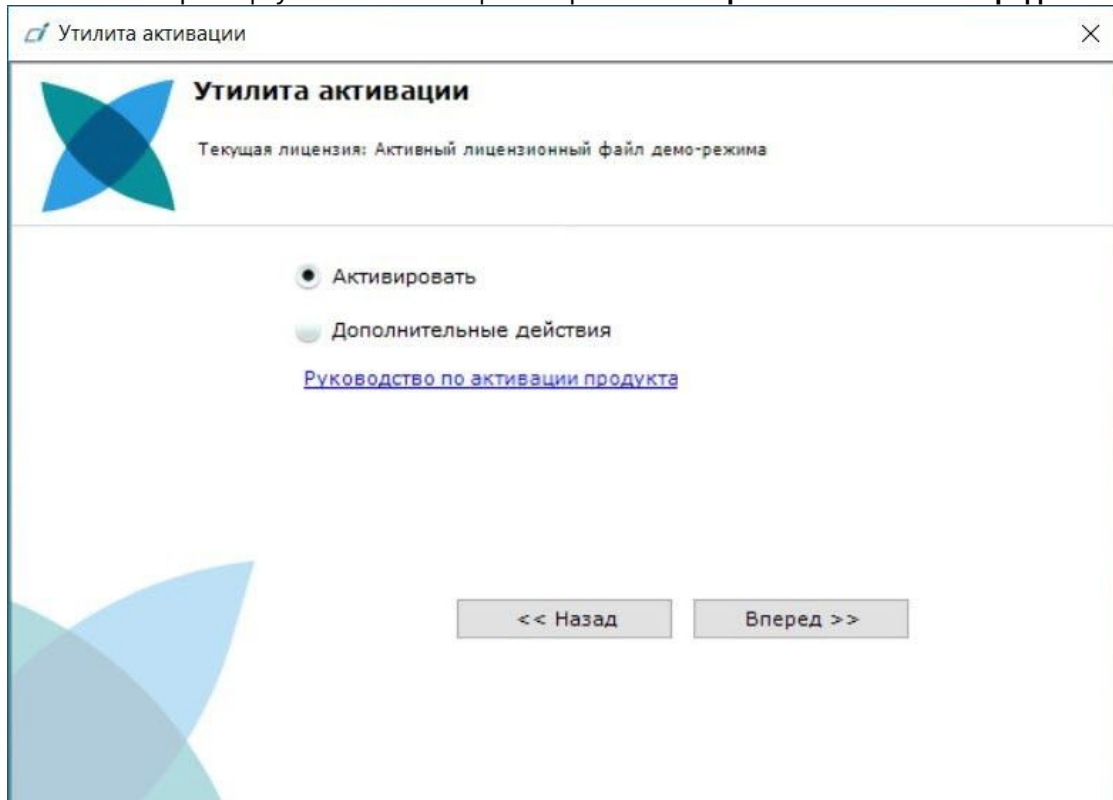 Утилита активации
Утилита активации
Текущая лицензия: Активный лицензионный файл демо-режима
Активировать
Дополнительные действия
Руководство по активации продукта
<< Назад
Вперед >>